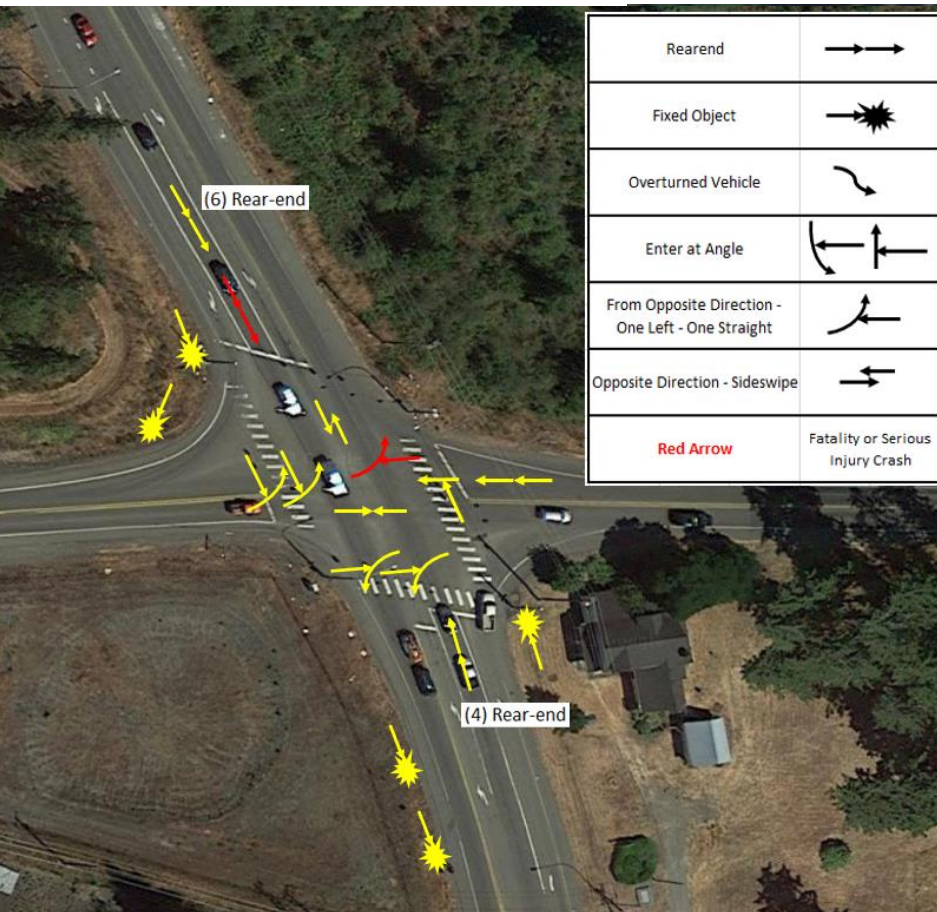 Rearend
Fixed Object
(6) Rear-end
Overturned Vehicle
Enter at Angle
From Opposite Direction -
One Left - One Straight
Opposite Direction - Sideswipe
Red Arrow
Fatality or Serious
Injury Crash
(4) Rear-end